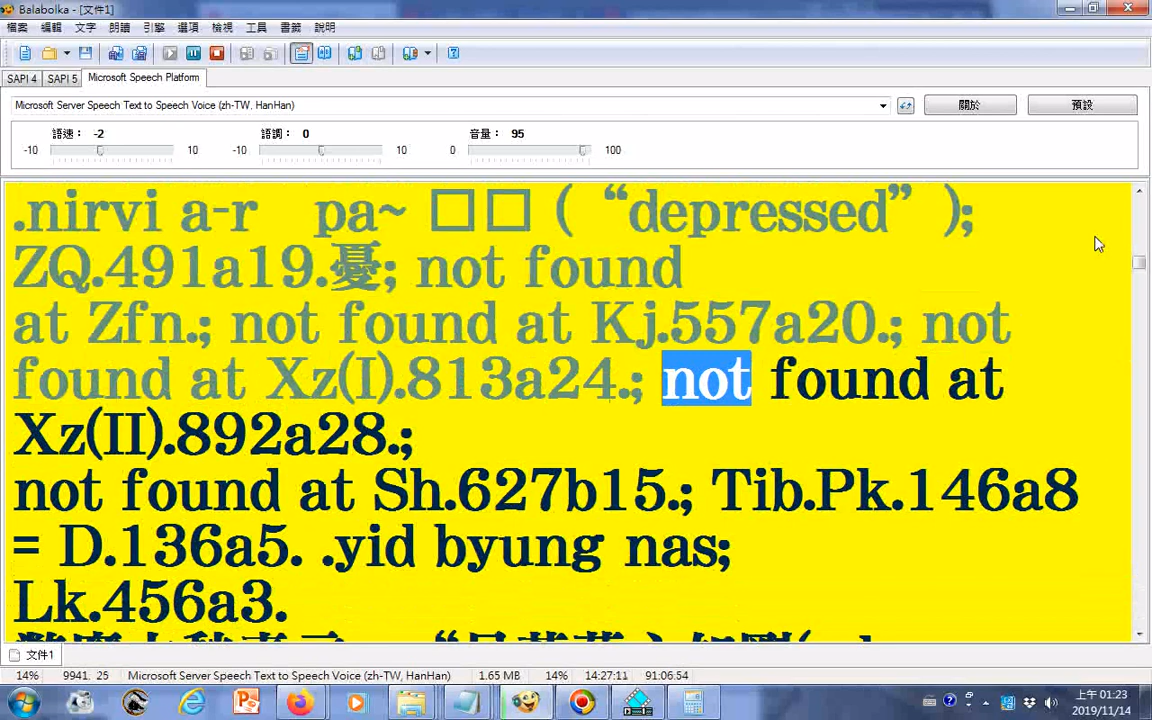 Balabolka - [文件1]
檔案 編輯 文字 朗讀 引擎 選項 檢視 工具 書籤 說明
SAPI 4 SAPI 5 Microsoft Speech Platform
Microsoft Server Speech Text to Speech Voice (zh-TW, HanHan) 關於 預設
語速： -2 語調： 0 音量： 95
-10 10 -10 10 0 100
.nirvi a-r pa~ □□ (“depressed”);
ZQ.491a19.憂; not found
at Zfn.; not found at Kj.557a20.; not
found at Xz(I).813a24.; not found at
Xz(II).892a28.;
not found at Sh.627b15.; Tib.Pk.146a8
= D.136a5. .yid byung nas;
Lk.456a3.
文件1
14% 9941. 25 Microsoft Server Speech Text to Speech Voice (zh-TW, HanHan) 1.65 MB 14% 14:27:11 91:06:54
上午 01:23
2019/11/14